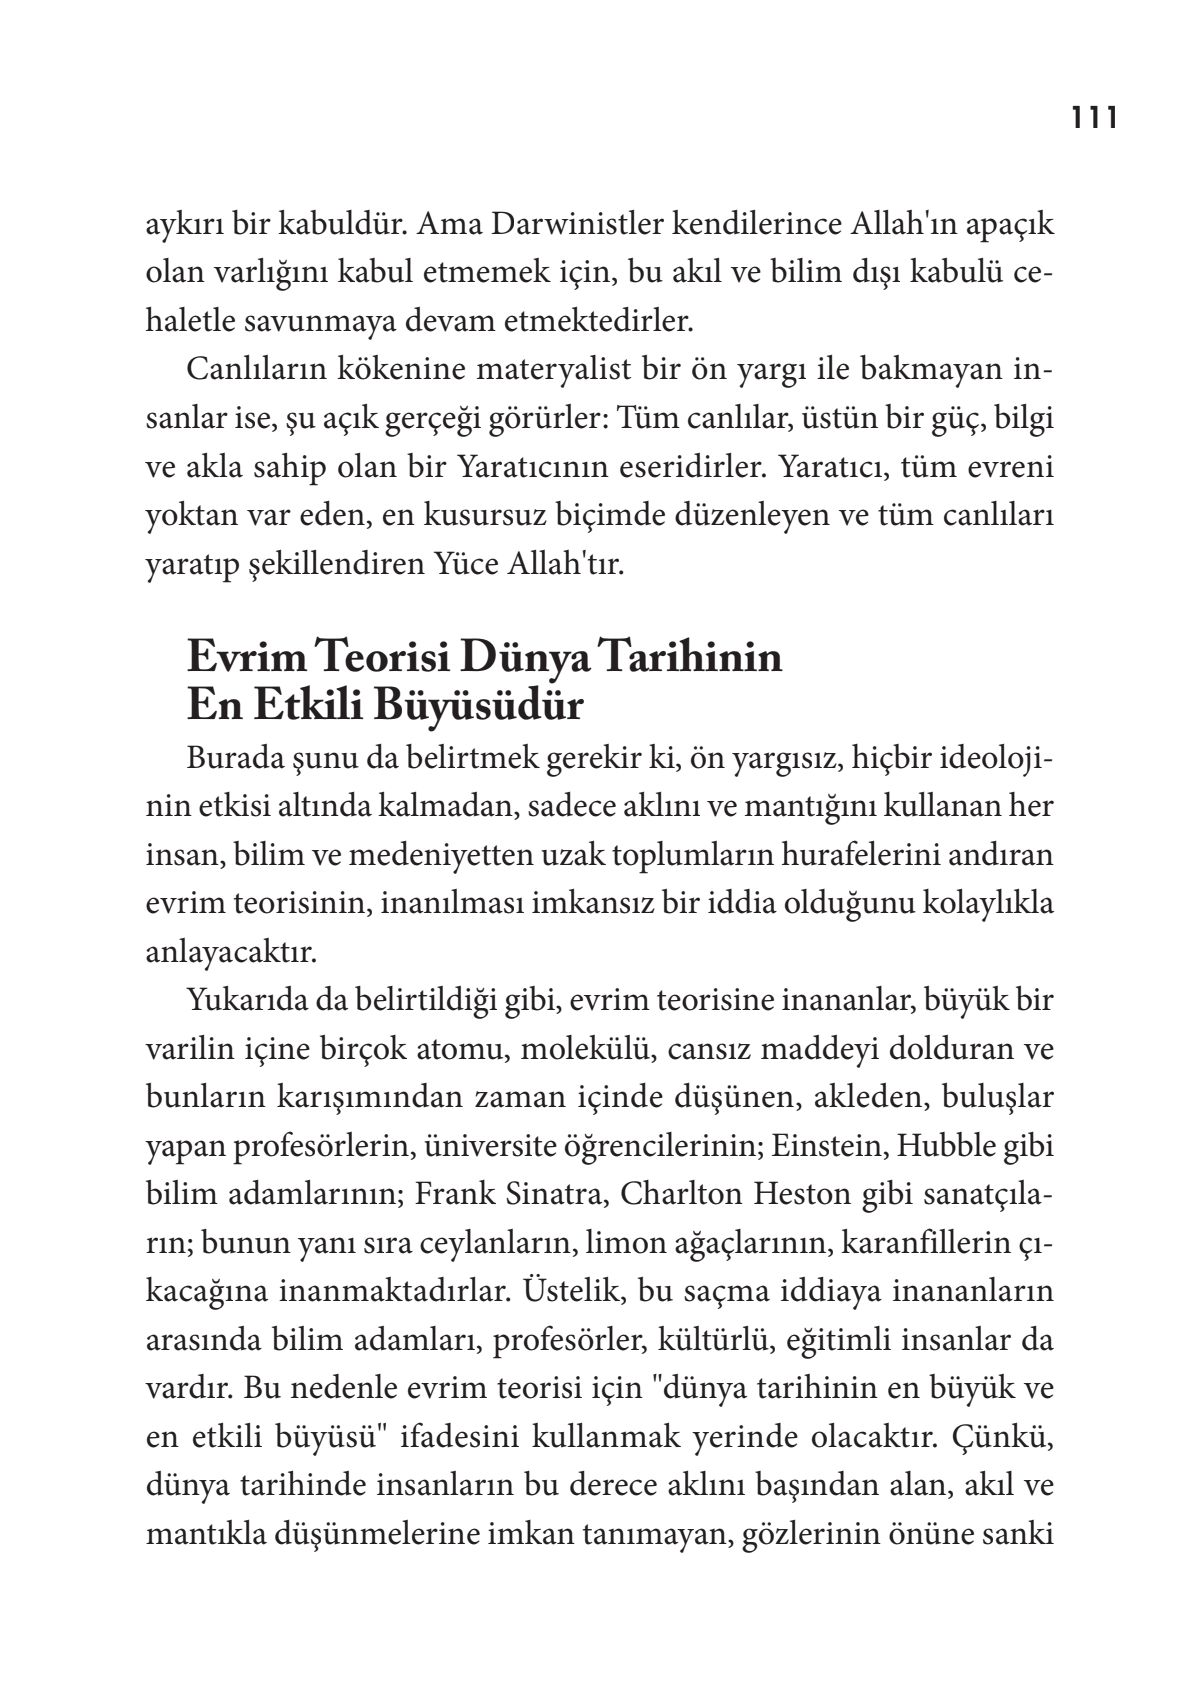 111
aykırı bir kabuldür. Ama Darwinistler kendilerince Allah'ın apaçık
olan varlığını kabul etmemek için, bu akıl ve bilim dışı kabulü ce-
haletle savunmaya devam etmektedirler.
Canlıların kökenine materyalist bir ön yargı ile bakmayan in-
sanlar ise, şu açık gerçeği görürler: Tüm canlılar, üstün bir güç, bilgi
ve akla sahip olan bir Yaratıcının eseridirler. Yaratıcı, tüm evreni
yoktan var eden, en kusursuz biçimde düzenleyen ve tüm canlıları
yaratıp şekillendiren Yüce Allah'tır.
Evrim Teorisi Dünya Tarihinin
En Etkili Büyüsüdür
Burada şunu da belirtmek gerekir ki, ön yargısız, hiçbir ideoloji-
nin etkisi altında kalmadan, sadece aklını ve mantığını kullanan her
insan, bilim ve medeniyetten uzak toplumların hurafelerini andıran
evrim teorisinin, inanılması imkansız bir iddia olduğunu kolaylıkla
anlayacaktır.
Yukarıda da belirtildiği gibi, evrim teorisine inananlar, büyük bir
varilin içine birçok atomu, molekülü, cansız maddeyi dolduran ve
bunların karışımından zaman içinde düşünen, akleden, buluşlar
yapan profesörlerin, üniversite öğrencilerinin; Einstein, Hubble gibi
bilim adamlarının; Frank Sinatra, Charlton Heston gibi sanatçıla-
rın; bunun yanı sıra ceylanların, limon ağaçlarının, karanfillerin çı-
kacağına inanmaktadırlar. Üstelik, bu saçma iddiaya inananların
arasında bilim adamları, profesörler, kültürlü, eğitimli insanlar da
vardır. Bu nedenle evrim teorisi için "dünya tarihinin en büyük ve
en etkili büyüsü" ifadesini kullanmak yerinde olacaktır. Çünkü,
dünya tarihinde insanların bu derece aklını başından alan, akıl ve
mantıkla düşünmelerine imkan tanımayan, gözlerinin önüne sanki